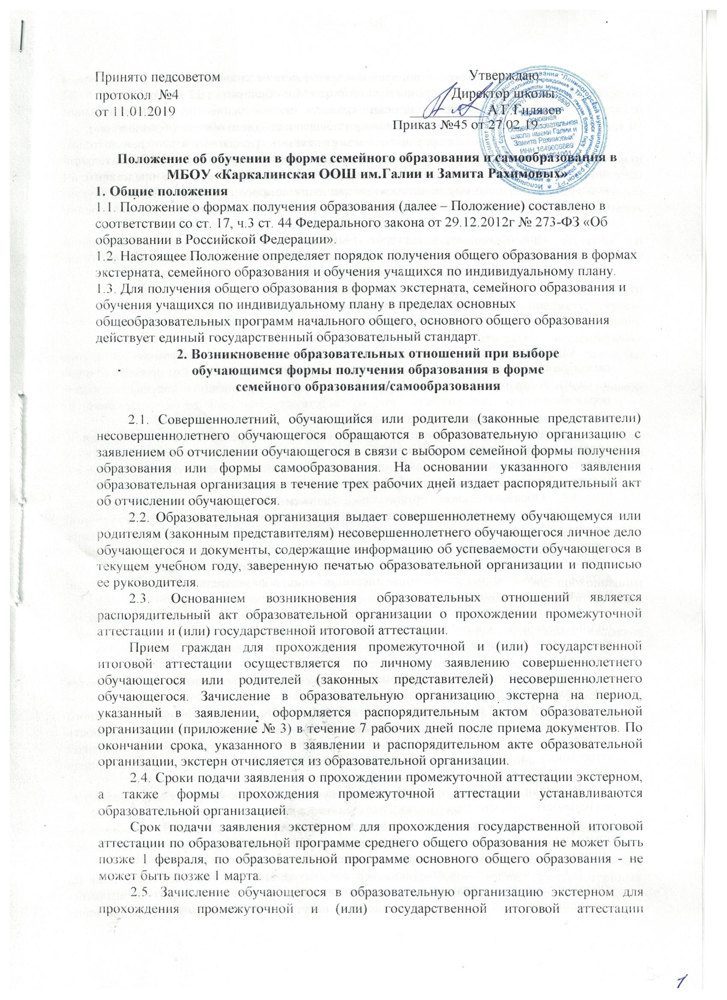 Принято педсоветом
протокол №4
от 11.01.2019
Утверждаю:
Директор школы
А.Г.Гилязев
Приказ №45 от 27.02.19
"Каркалинская
основная
общеобразовательная
школа имени Галии и
Замита Рахимовых"
ИНН 1649006889
Положение об обучении в форме семейного образования и самообразования в
МБОУ «Каркалинская ООШ им.Галии и Замита Рахимовых»
1. Общие положения
1.1. Положение о формах получения образования (далее – Положение) составлено в
соответствии со ст. 17, ч.3 ст. 44 Федерального закона от 29.12.2012г № 273-ФЗ «Об
образовании в Российской Федерации».
1.2. Настоящее Положение определяет порядок получения общего образования в формах
экстерната, семейного образования и обучения учащихся по индивидуальному плану.
1.3. Для получения общего образования в формах экстерната, семейного образования и
обучения учащихся по индивидуальному плану в пределах основных
общеобразовательных программ начального общего, основного общего образования
действует единый государственный образовательный стандарт.
2. Возникновение образовательных отношений при выборе
обучающимся формы получения образования в форме
семейного образования/самообразования
2.1. Совершеннолетний, обучающийся или родители (законные представители)
несовершеннолетнего обучающегося обращаются в образовательную организацию с
заявлением об отчислении обучающегося в связи с выбором семейной формы получения
образования или формы самообразования. На основании указанного заявления
образовательная организация в течение трех рабочих дней издает распорядительный акт
об отчислении обучающегося.
2.2. Образовательная организация выдает совершеннолетнему обучающемуся или
родителям (законным представителям) несовершеннолетнего обучающегося личное дело
обучающегося и документы, содержащие информацию об успеваемости обучающегося в
текущем учебном году, заверенную печатью образовательной организации и подписью
ее руководителя.
2.3. Основанием возникновения образовательных отношений является
распорядительный акт образовательной организации о прохождении промежуточной
аттестации и (или) государственной итоговой аттестации.
Прием граждан для прохождения промежуточной и (или) государственной
итоговой аттестации осуществляется по личному заявлению совершеннолетнего
обучающегося или родителей (законных представителей) несовершеннолетнего
обучающегося. Зачисление в образовательную организацию экстерна на период,
указанный в заявлении, оформляется распорядительным актом образовательной
организации (приложение № 3) в течение 7 рабочих дней после приема документов. По
окончании срока, указанного в заявлении и распорядительном акте образовательной
организации, экстерн отчисляется из образовательной организации.
2.4. Сроки подачи заявления о прохождении промежуточной аттестации экстерном,
а также формы прохождения промежуточной аттестации устанавливаются
образовательной организацией.
Срок подачи заявления экстерном для прохождения государственной итоговой
аттестации по образовательной программе среднего общего образования не может быть
позже 1 февраля, по образовательной программе основного общего образования - не
может быть позже 1 марта.
2.5. Зачисление обучающегося в образовательную организацию экстерном для
прохождения промежуточной и (или) государственной итоговой аттестации
1